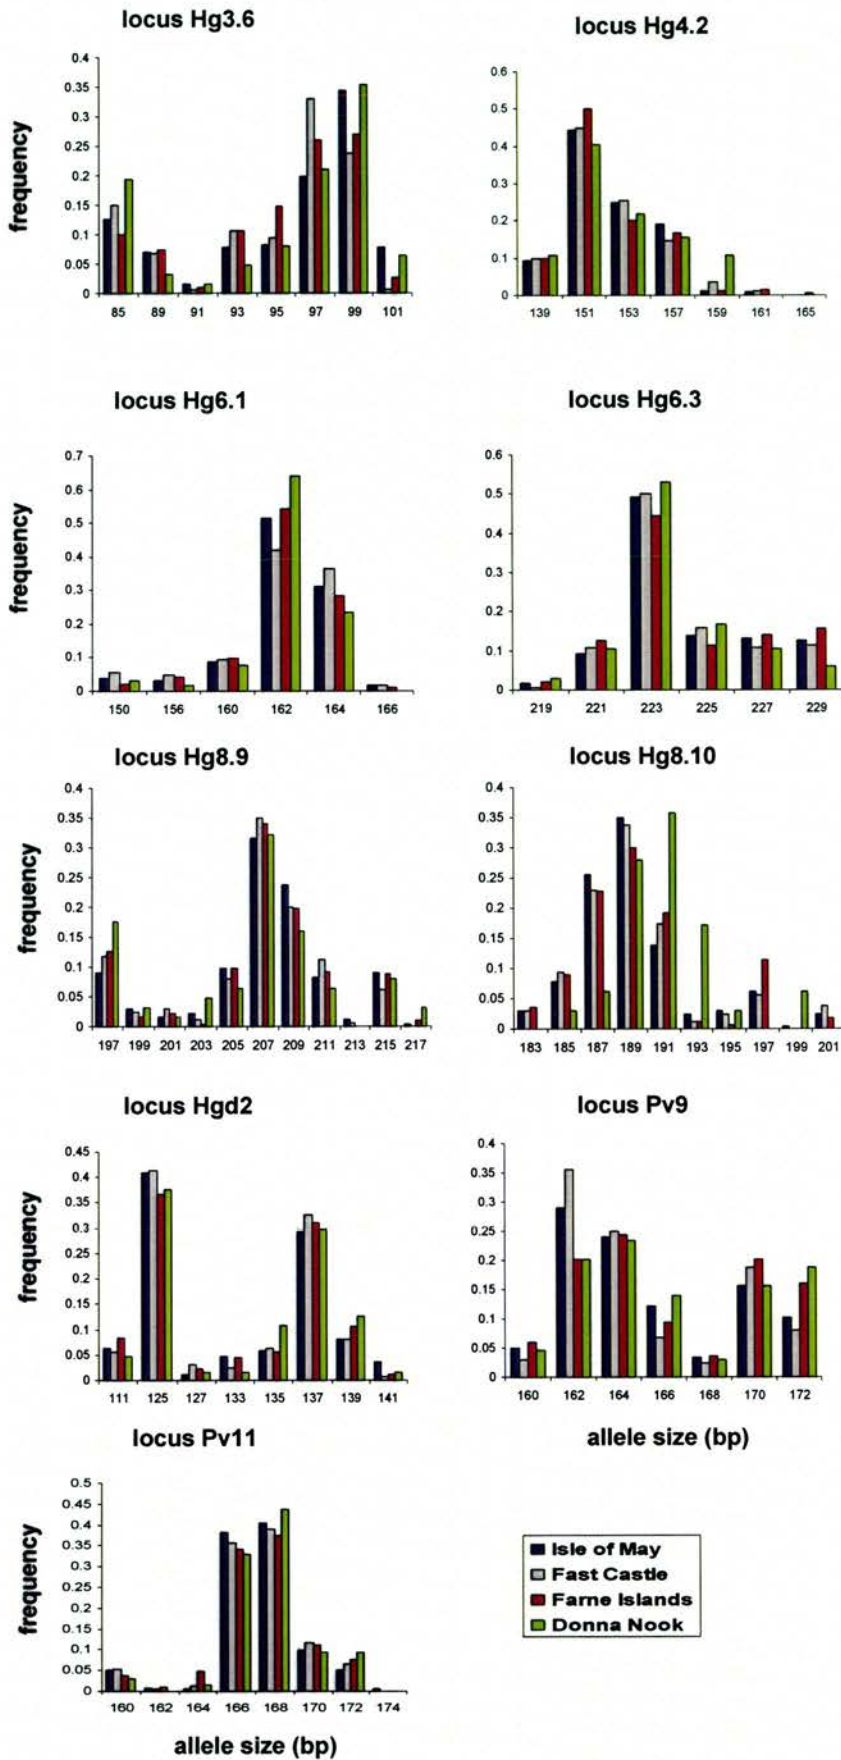 locus Hg3.6
frequency
0.4
0.35
0.3
0.25
0.2
0.15
0.1
0.05
0
85 89 91 93 95 97 99 101
locus Hg4.2
0.6
0.5
0.4
0.3
0.2
0.1
0
139 151 153 157 159 161 165
locus Hg6.1
frequency
0.7
0.6
0.5
0.4
0.3
0.2
0.1
0
150 156 160 162 164 166
locus Hg6.3
0.6
0.5
0.4
0.3
0.2
0.1
0
219 221 223 225 227 229
locus Hg8.9
frequency
0.4
0.35
0.3
0.25
0.2
0.15
0.1
0.05
0
197 199 201 203 205 207 209 211 213 215 217
locus Hg8.10
0.4
0.35
0.3
0.25
0.2
0.15
0.1
0.05
0
183 185 187 189 191 193 195 197 199 201
locus Hgd2
frequency
0.45
0.4
0.35
0.3
0.25
0.2
0.15
0.1
0.05
0
111 125 127 133 135 137 139 141
locus Pv9
0.4
0.35
0.3
0.25
0.2
0.15
0.1
0.05
0
160 162 164 166 168 170 172
allele size (bp)
locus Pv11
frequency
0.5
0.45
0.4
0.35
0.3
0.25
0.2
0.15
0.1
0.05
0
160 162 164 166 168 170 172 174
allele size (bp)
Isle of May
Fast Castle
Farne Islands
Donna Nook